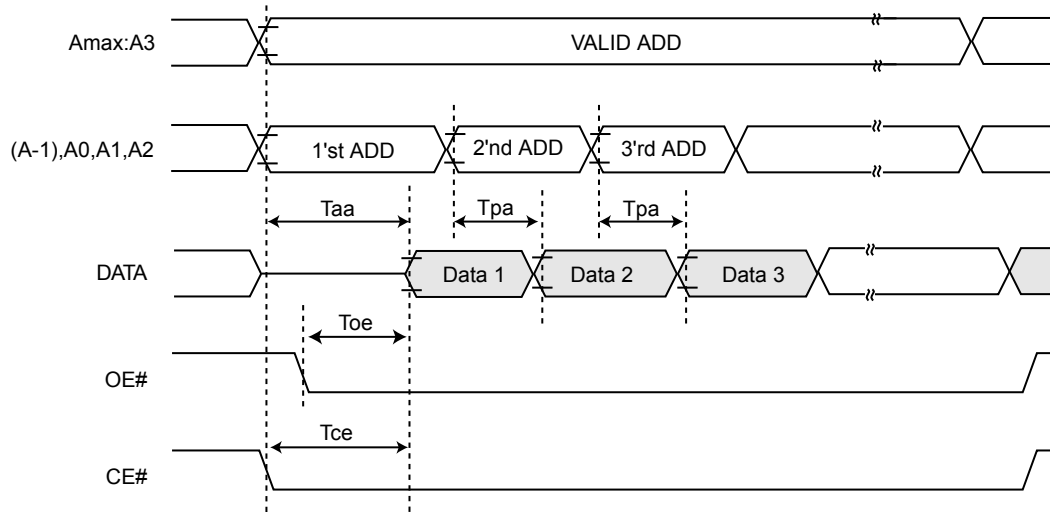 Amax:A3
VALID ADD
(A-1),A0,A1,A2
1'st ADD
2'nd ADD
3'rd ADD
Taa
Tpa
Tpa
DATA
Data 1
Data 2
Data 3
Toe
OE#
Tce
CE#